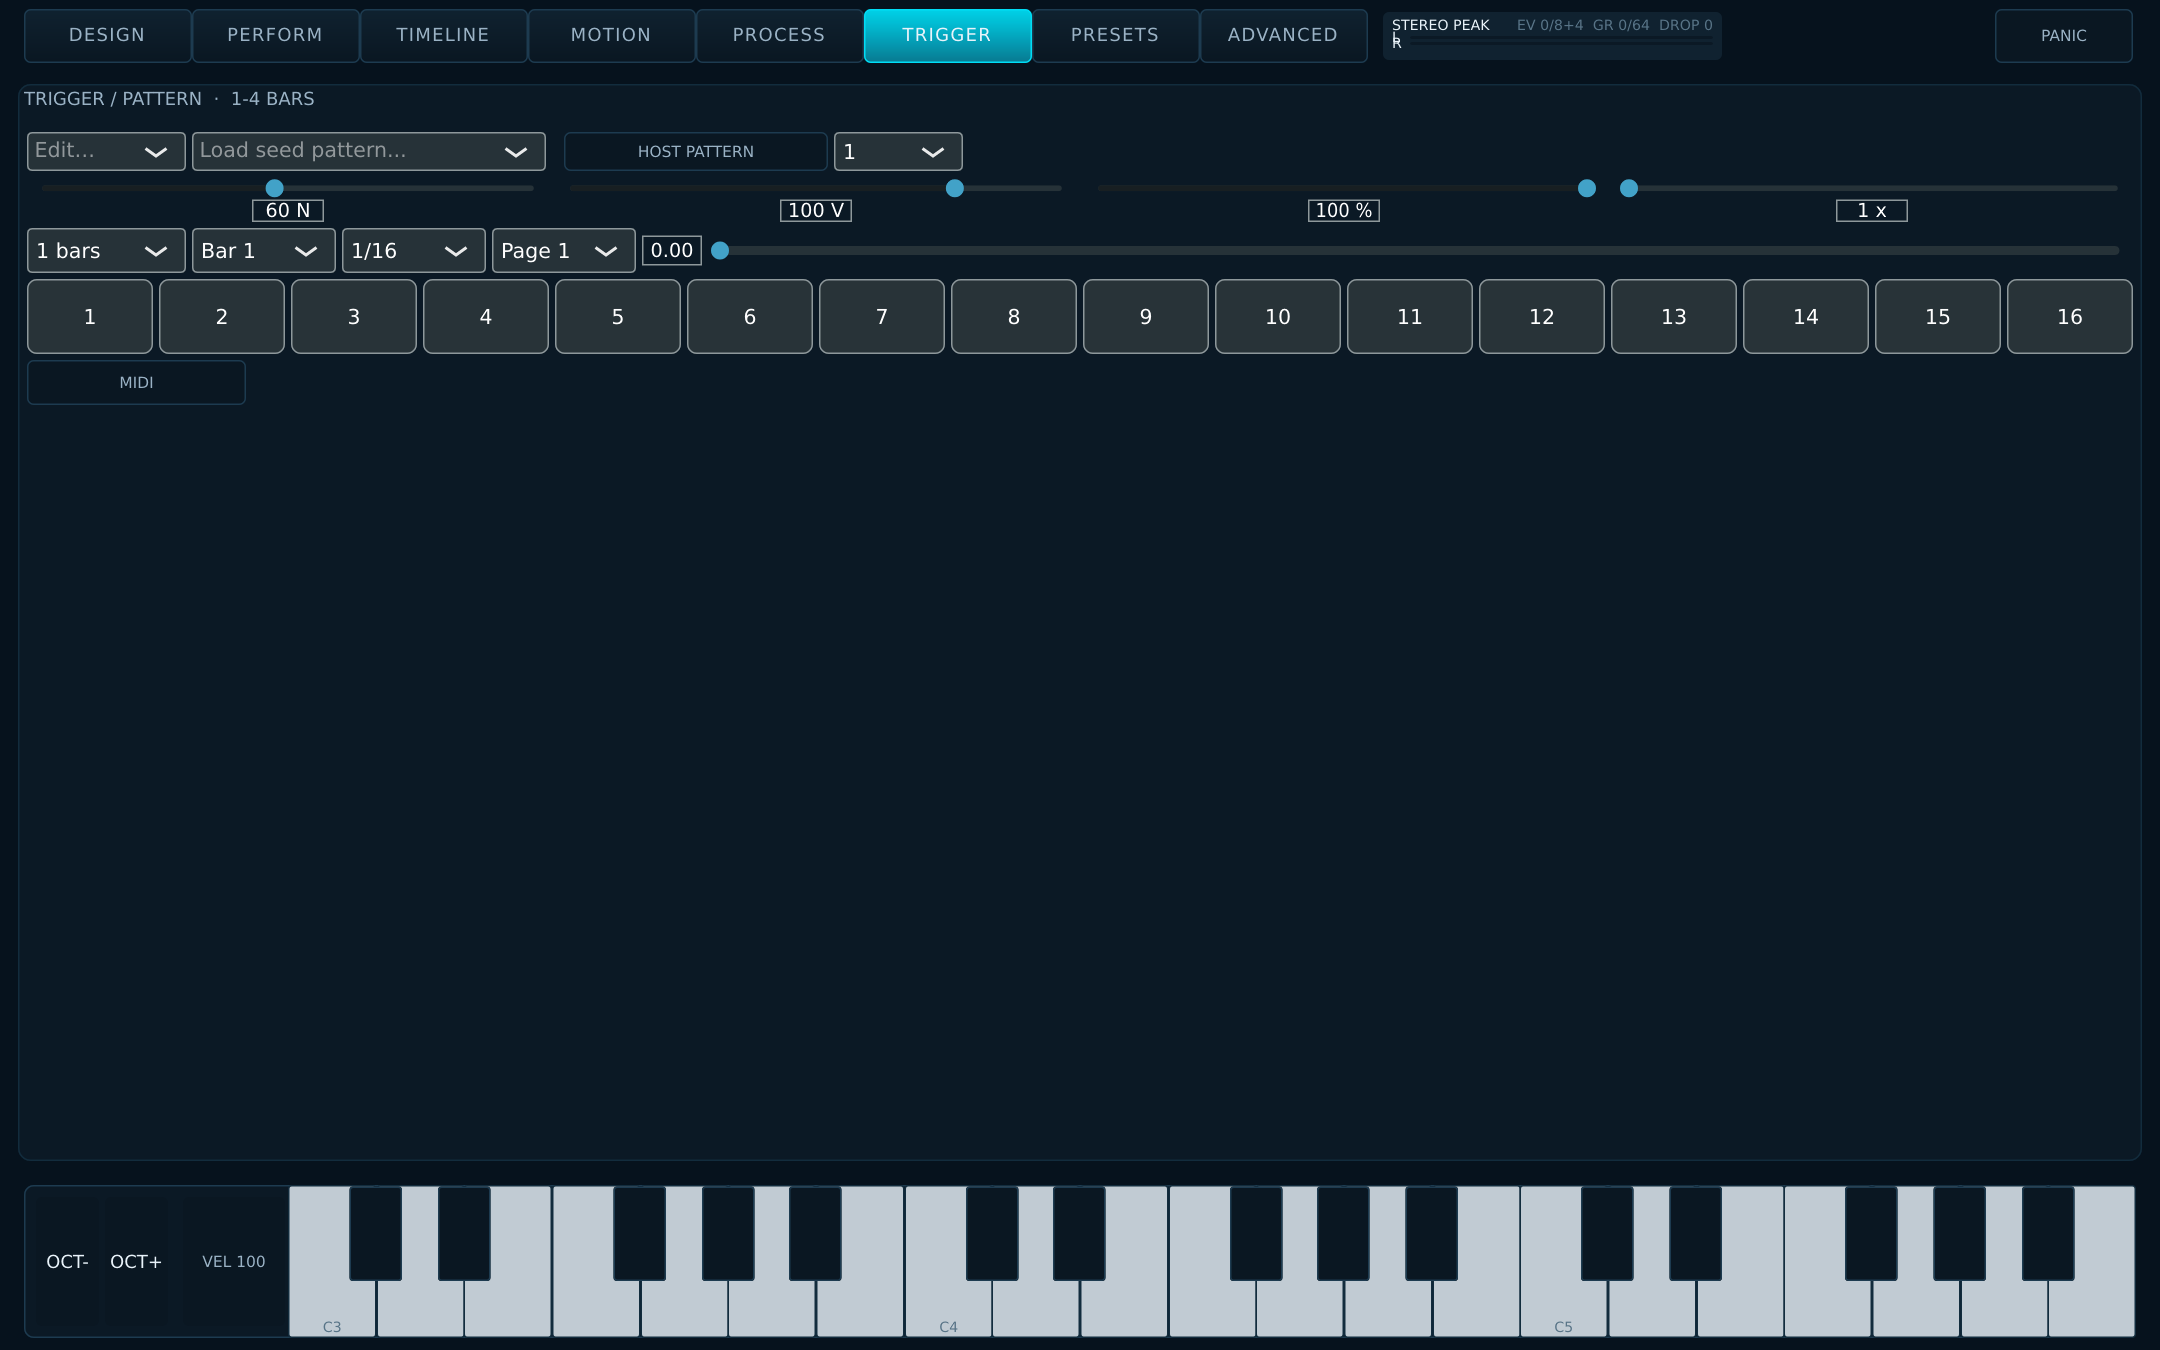 DESIGN PERFORM TIMELINE MOTION PROCESS TRIGGER PRESETS ADVANCED STEREO PEAK EV 0/8+4 GR 0/64 DROP 0 PANIC
L
R
TRIGGER / PATTERN · 1-4 BARS
Edit... Load seed pattern... HOST PATTERN 1
60 N 100 V 100 % 1 x
1 bars Bar 1 1/16 Page 1 0.00
1 2 3 4 5 6 7 8 9 10 11 12 13 14 15 16
MIDI
OCT- OCT+ VEL 100
C3 C4 C5